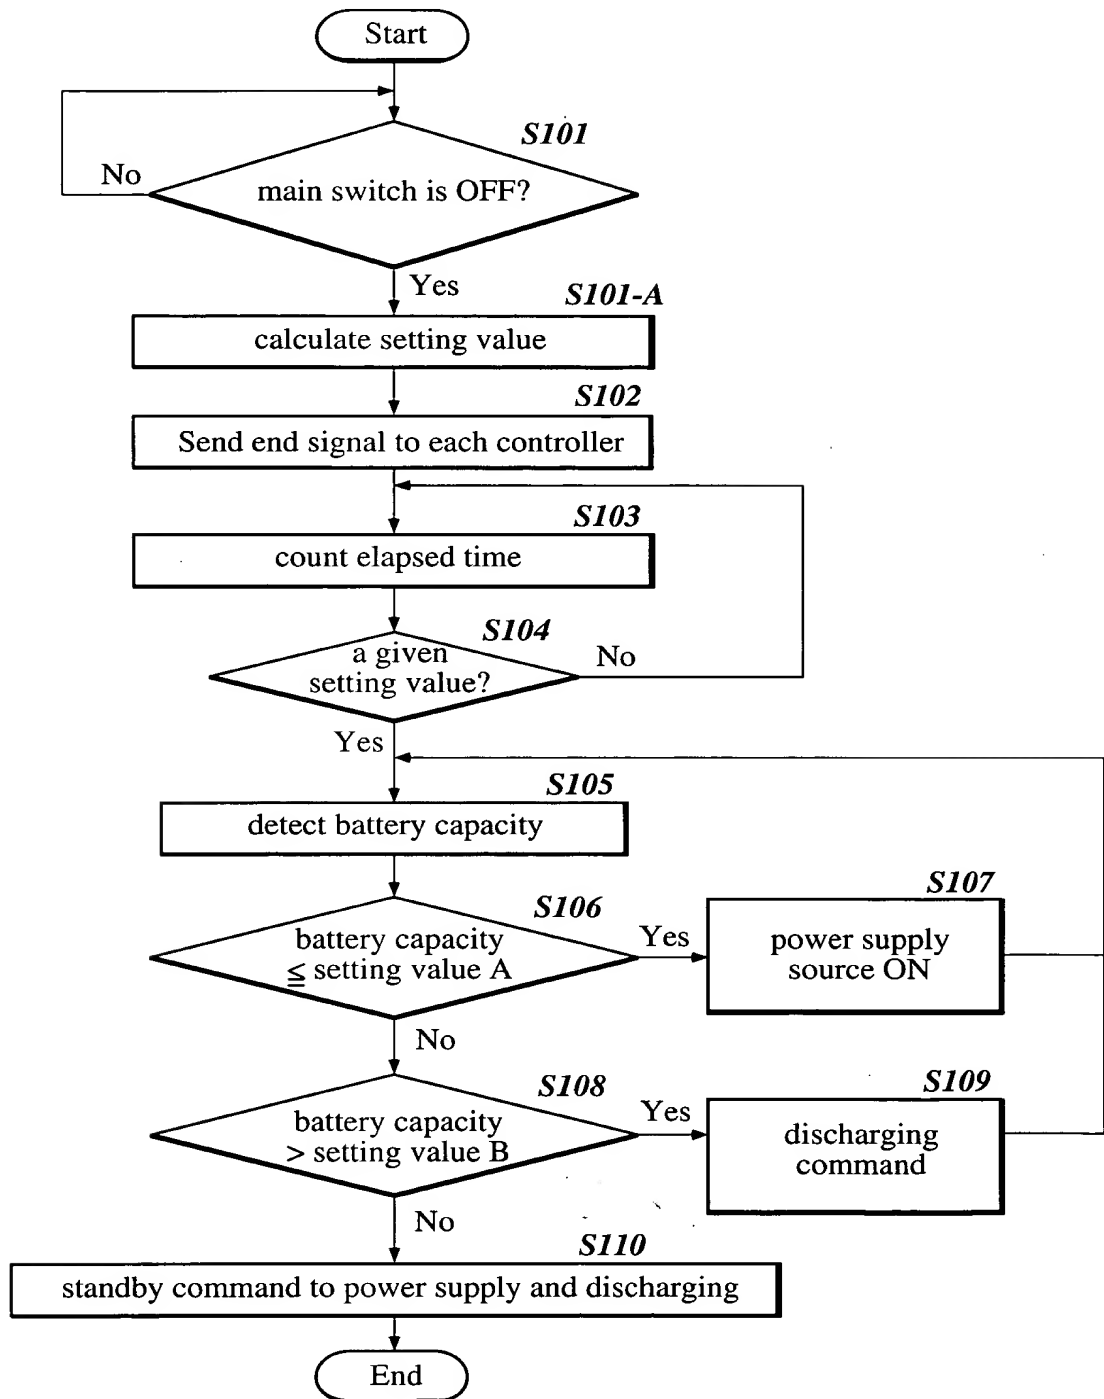 Start
S101
No
main switch is OFF?
Yes
S101-A
calculate setting value
S102
Send end signal to each controller
S103
count elapsed time
S104
a given
setting value?
No
Yes
S105
detect battery capacity
S106
battery capacity
≦ setting value A
Yes
S107
power supply
source ON
No
S108
battery capacity
> setting value B
Yes
S109
discharging
command
No
S110
standby command to power supply and discharging
End